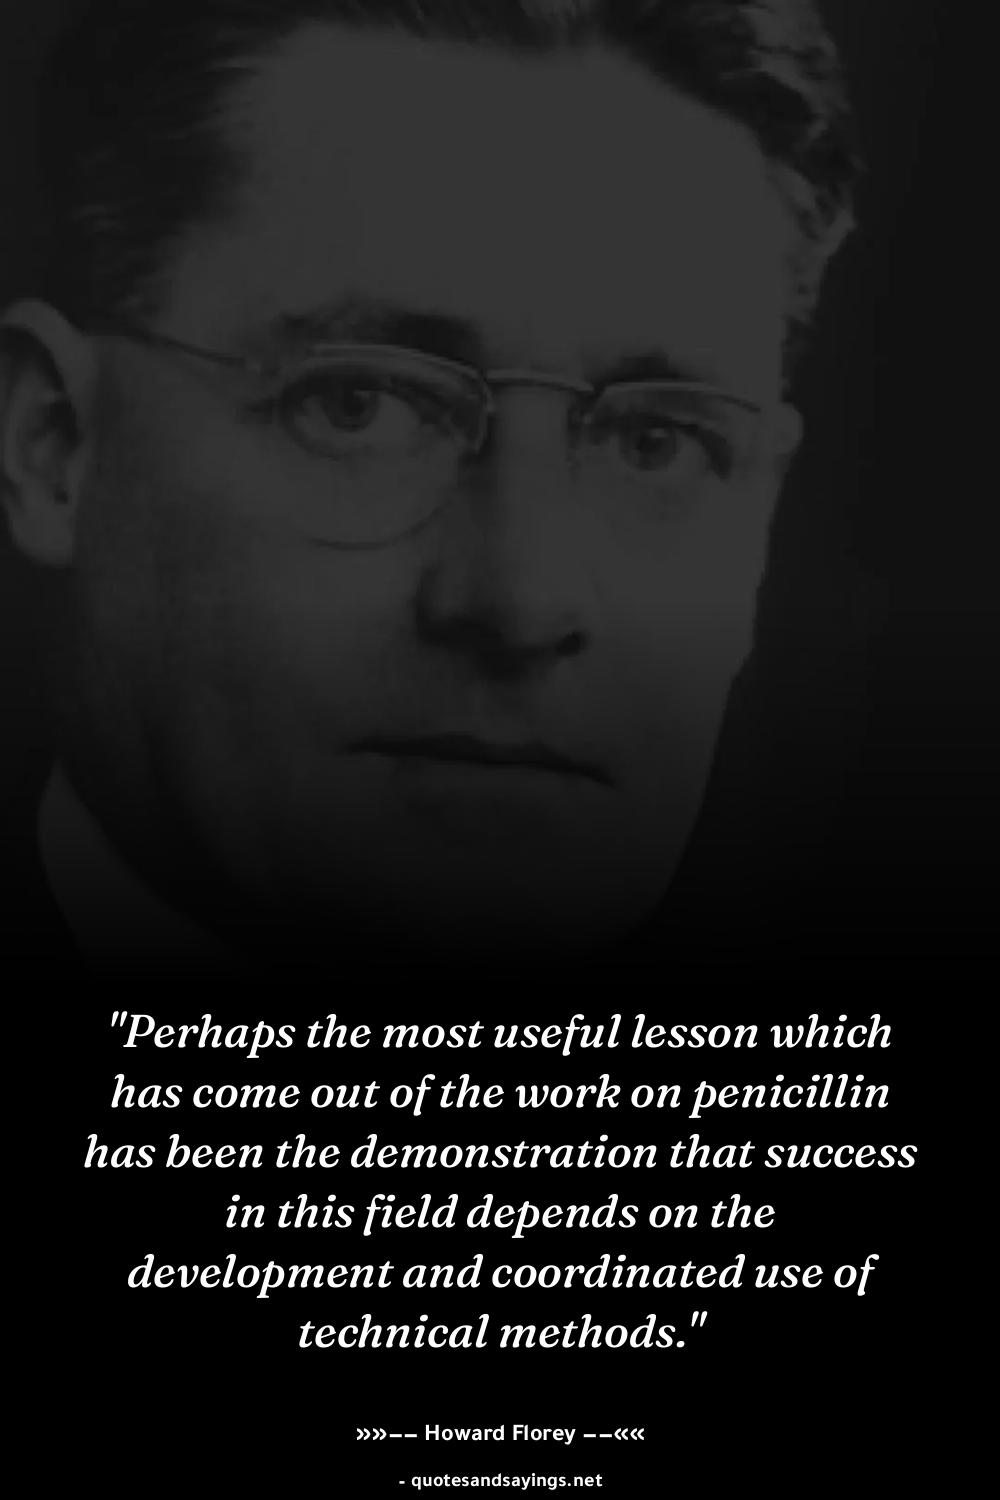 "Perhaps the most useful lesson which
has come out of the work on penicillin
has been the demonstration that success
in this field depends on the
development and coordinated use of
technical methods."
»»−− Howard Florey −−««
- quotesandsayings.net